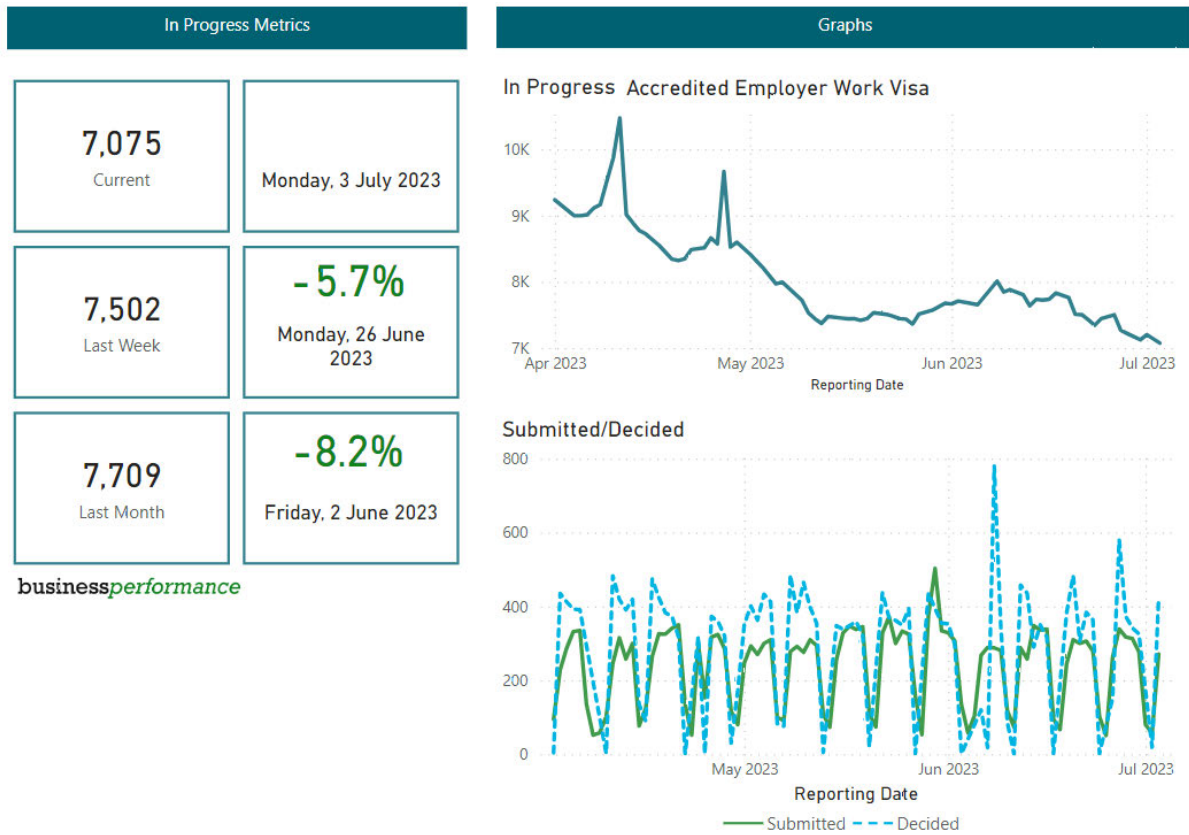 In Progress Metrics
7,075
Current
Monday, 3 July 2023
7,502
Last Week
-5.7%
Monday, 26 June
2023
7,709
Last Month
-8.2%
Friday, 2 June 2023
businessperformance
Graphs
In Progress Accredited Employer Work Visa
10K
9K
8K
7K
Apr 2023 May 2023 Jun 2023 Jul 2023
Reporting Date
Submitted/Decided
800
600
400
200
0
May 2023 Jun 2023 Jul 2023
Reporting Date
Submitted Decided